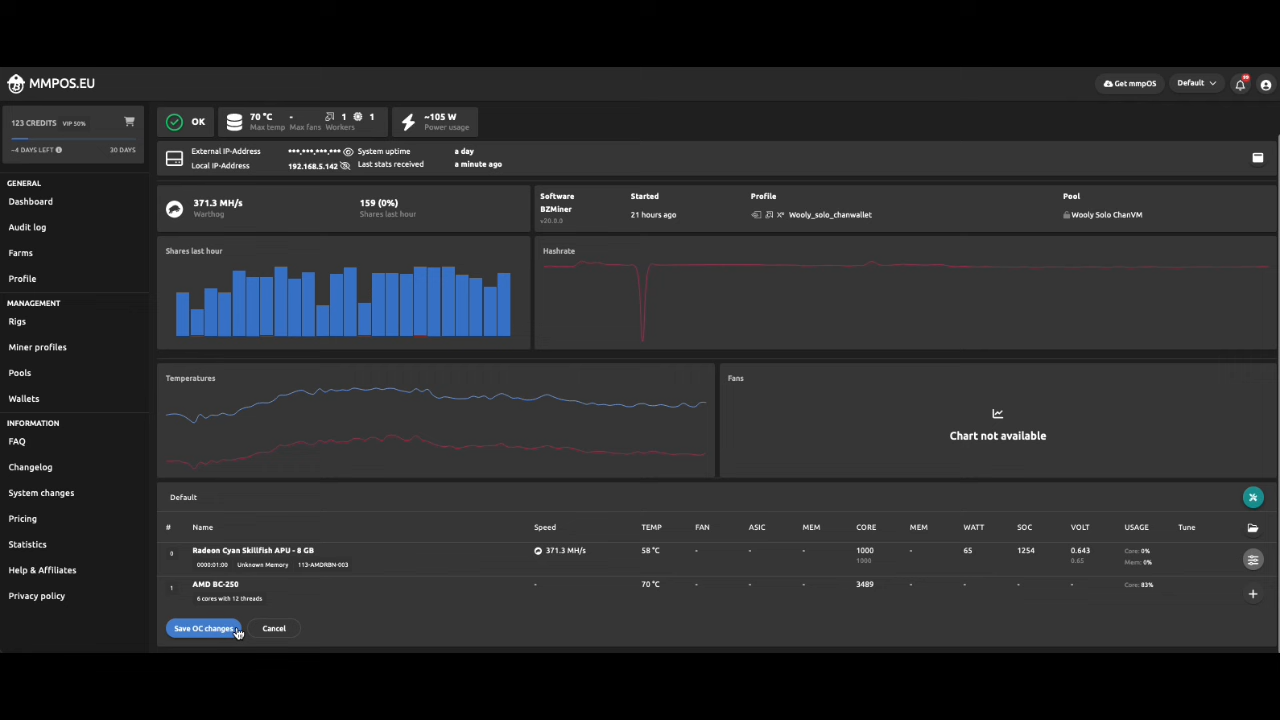 MMPOS.EU
Get mmpOS
Default
123 CREDITS VIP 50%
~4 DAYS LEFT 30 DAYS
OK
70 °C - 1 1
Max temp Max fans Workers
~105 W
Power usage
External IP-Address ***.***.***.*** System uptime a day
Local IP-Address 192.168.5.142 Last stats received a minute ago
GENERAL
Dashboard
Audit log
Farms
Profile
MANAGEMENT
Rigs
Miner profiles
Pools
Wallets
INFORMATION
FAQ
Changelog
System changes
Pricing
Statistics
Help & Affiliates
Privacy policy
371.3 MH/s 159 (0%)
Warthog Shares last hour
Software Started Profile Pool
BZMiner 21 hours ago Wooly_solo_chanwallet Wooly Solo ChanVM
v20.0.0
Shares last hour
Hashrate
Temperatures
Fans
Chart not available
Default
# Name Speed TEMP FAN ASIC MEM CORE MEM WATT SOC VOLT USAGE Tune
0 Radeon Cyan Skillfish APU - 8 GB 371.3 MH/s 58 °C - - - 1000 - 65 1254 0.643 Core: 0%
0000:01:00 Unknown Memory 113-AMDRBN-003 1000 0.65 Mem: 0%
1 AMD BC-250 - 70 °C - - - 3489 - - - - Core: 83%
6 cores with 12 threads
Save OC changes Cancel